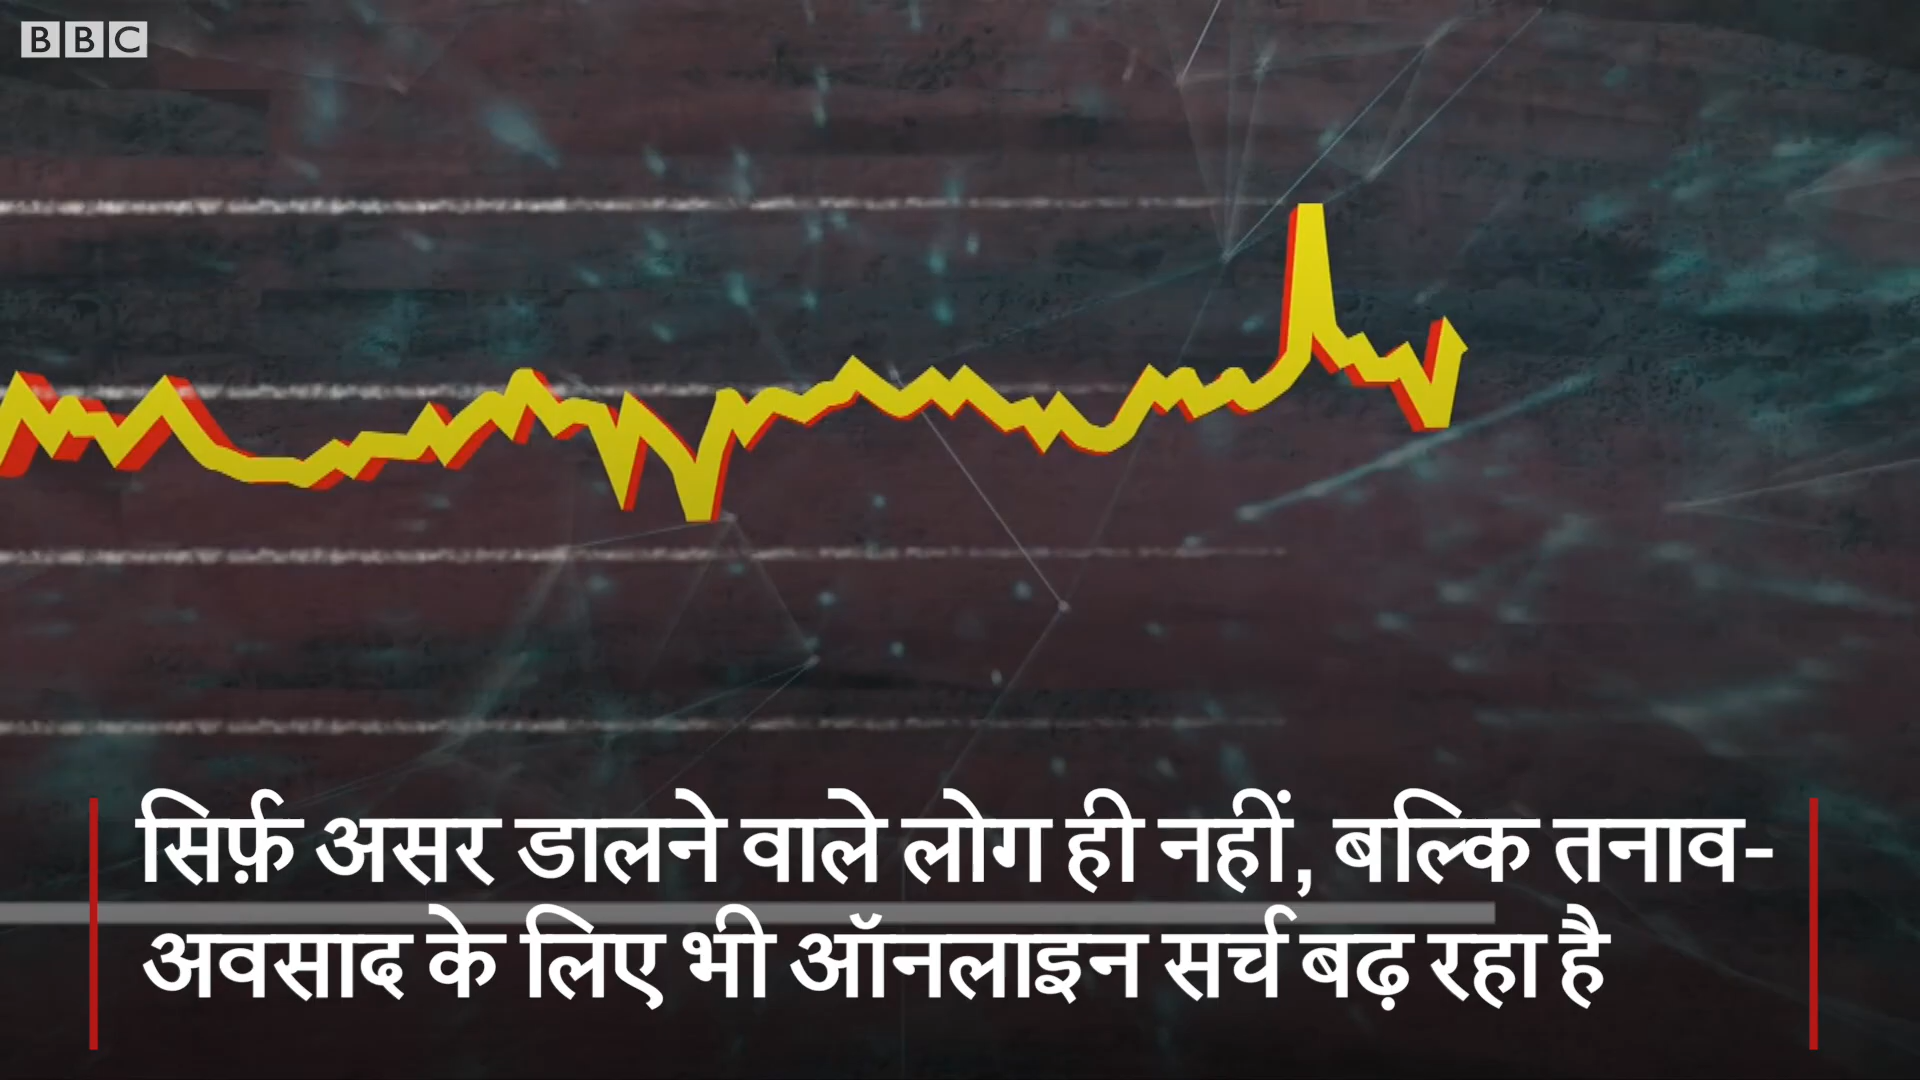 BBC
सिर्फ़ असर डालने वाले लोग ही नहीं, बल्कि तनाव-
अवसाद के लिए भी ऑनलाइन सर्च बढ़ रहा है